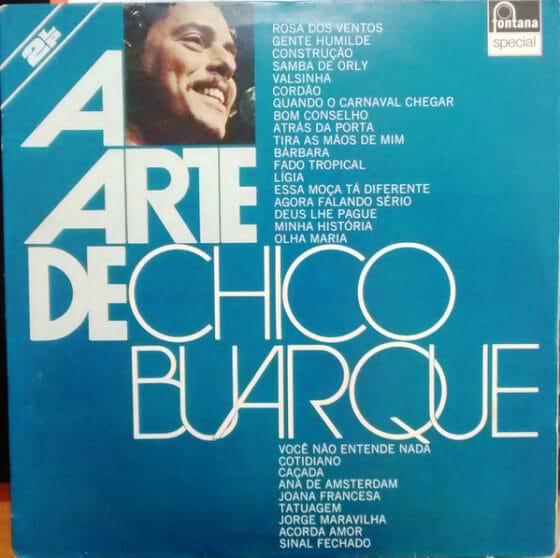 2LPs
fontana
special
ROSA DOS VENTOS
GENTE HUMILDE
CONSTRUÇÃO
SAMBA DE ORLY
VALSINHA
CORDÃO
QUANDO O CARNAVAL CHEGAR
BOM CONSELHO
ATRÁS DA PORTA
TIRA AS MÃOS DE MIM
BÁRBARA
FADO TROPICAL
LÍGIA
ESSA MOÇA TÁ DIFERENTE
AGORA FALANDO SÉRIO
DEUS LHE PAGUE
MINHA HISTÓRIA
OLHA MARIA
A
ARTE
DE CHICO
BUARQUE
VOCÊ NÃO ENTENDE NADA
COTIDIANO
CAÇADA
ANA DE AMSTERDAM
JOANA FRANCESA
TATUAGEM
JORGE MARAVILHA
ACORDA AMOR
SINAL FECHADO